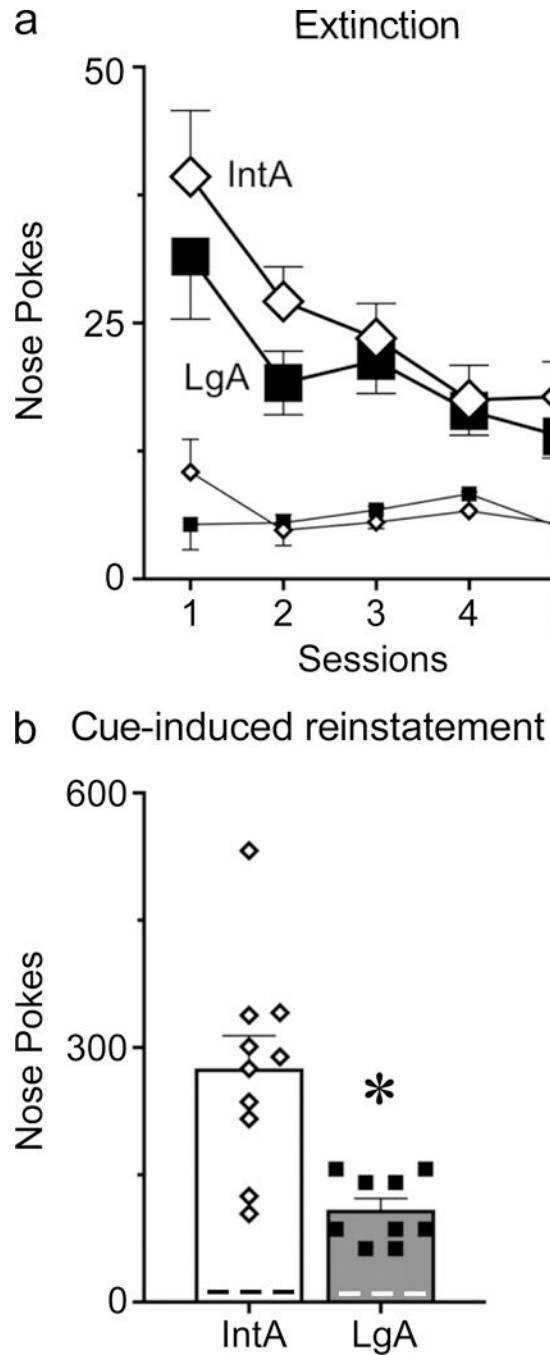 a Extinction
50
25
0
Nose Pokes
IntA
LgA
1 2 3 4
Sessions
b Cue-induced reinstatement
600
300
0
Nose Pokes
*
IntA LgA